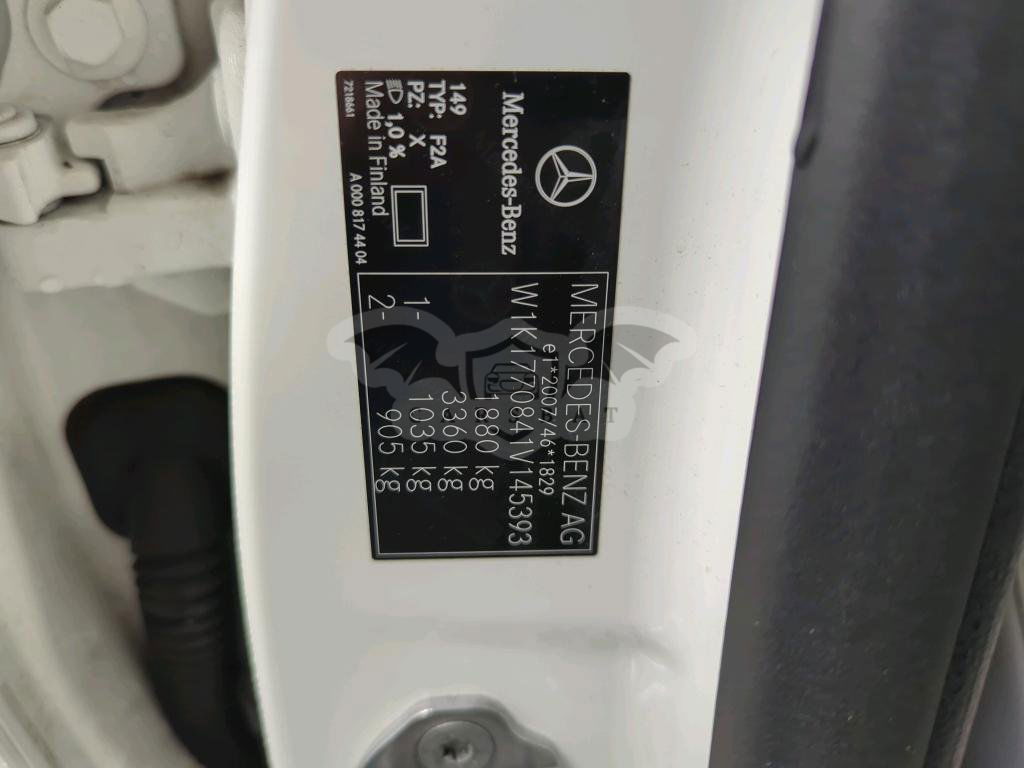 Mercedes-Benz
149
TYP: F2A
PZ: X
1,0 %
Made in Finland
7218661
A 000 817 44 04
MERCEDES-BENZ AG
e1*2007/46*1829
W1K1770841V145393
1880 kg
3360 kg
1- 1035 kg
2- 905 kg